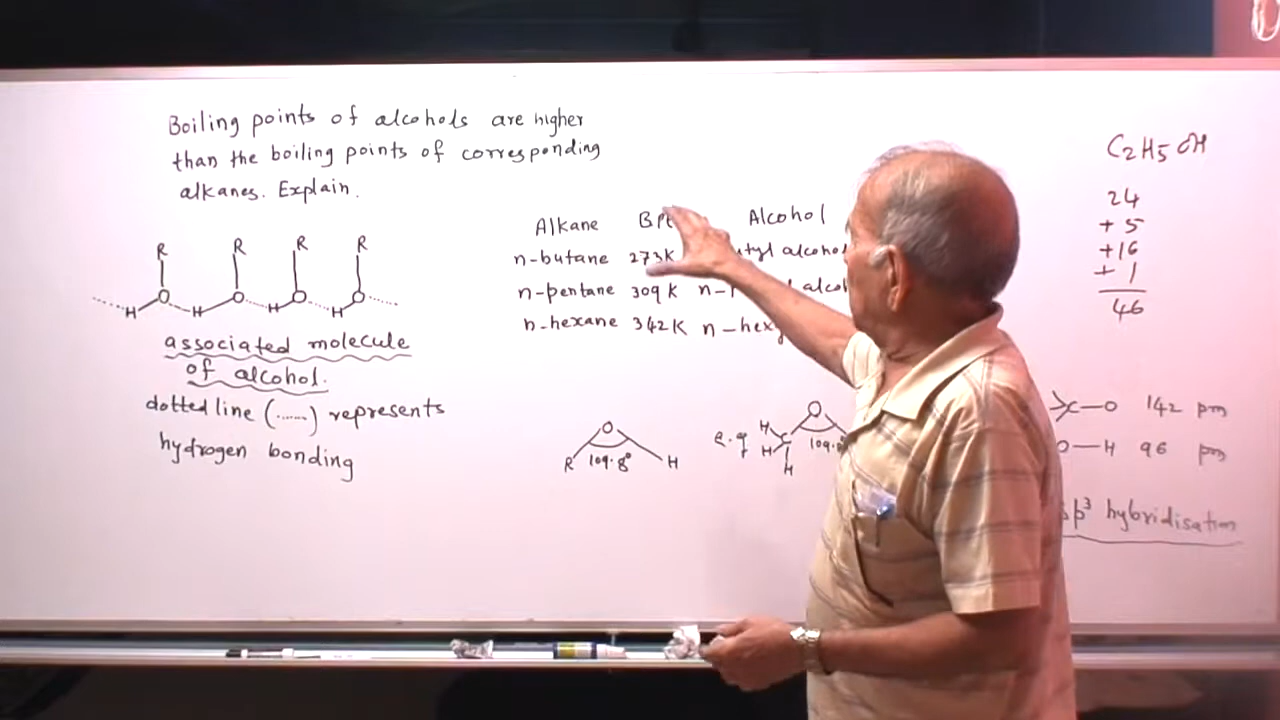 Boiling points of alcohols are higher
than the boiling points of corresponding
alkanes. Explain.
R R R R
H O H O H O H O
associated molecule
of alcohol.
dotted line (......) represents
hydrogen bonding
Alkane Alcohol
n-butane 273K alcohol
n-pentane 309K
n-hexane 342K
O
R 109.8° H
e.g
H O
H C
H
C2H5OH
24
+5
+16
+1
46
O 142 pm
O—H 96 pm
sp³ hybridisation